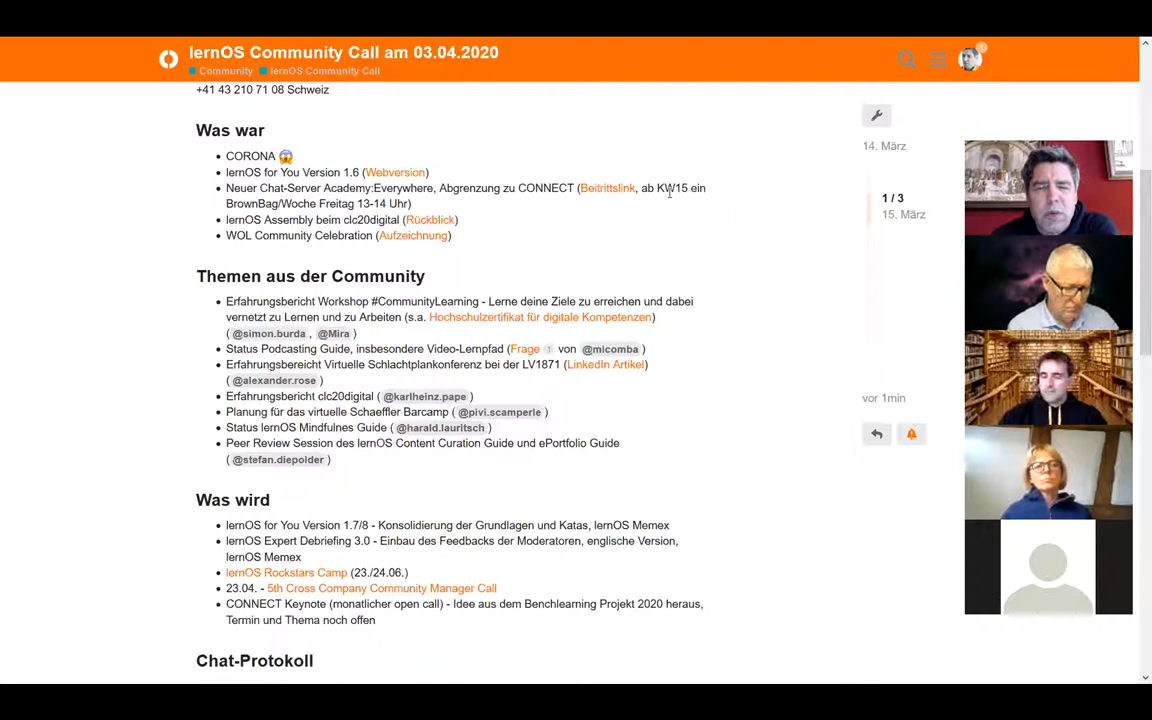 lernOS Community Call am 03.04.2020
Community lernOS Community Call
1
+41 43 210 71 08 Schweiz
Was war
CORONA 😱
lernOS for You Version 1.6 (Webversion)
Neuer Chat-Server Academy:Everywhere, Abgrenzung zu CONNECT (Beitrittslink, ab KW15 ein
BrownBag/Woche Freitag 13-14 Uhr)
lernOS Assembly beim clc20digital (Rückblick)
WOL Community Celebration (Aufzeichnung)
Themen aus der Community
Erfahrungsbericht Workshop #CommunityLearning - Lerne deine Ziele zu erreichen und dabei
vernetzt zu Lernen und zu Arbeiten (s.a. Hochschulzertifikat für digitale Kompetenzen)
( @simon.burda , @Mira )
Status Podcasting Guide, insbesondere Video-Lernpfad (Frage 1 von @micomba )
Erfahrungsbereicht Virtuelle Schlachtplankonferenz bei der LV1871 (LinkedIn Artikel)
( @alexander.rose )
Erfahrungsbericht clc20digital ( @karlheinz.pape )
Planung für das virtuelle Schaeffler Barcamp ( @pivi.scamperle )
Status lernOS Mindfulnes Guide ( @harald.lauritsch )
Peer Review Session des lernOS Content Curation Guide und ePortfolio Guide
( @stefan.diepolder )
Was wird
lernOS for You Version 1.7/8 - Konsolidierung der Grundlagen und Katas, lernOS Memex
lernOS Expert Debriefing 3.0 - Einbau des Feedbacks der Moderatoren, englische Version,
lernOS Memex
lernOS Rockstars Camp (23./24.06.)
23.04. - 5th Cross Company Community Manager Call
CONNECT Keynote (monatlicher open call) - Idee aus dem Benchlearning Projekt 2020 heraus,
Termin und Thema noch offen
Chat-Protokoll
14. März
1 / 3
15. März
vor 1min